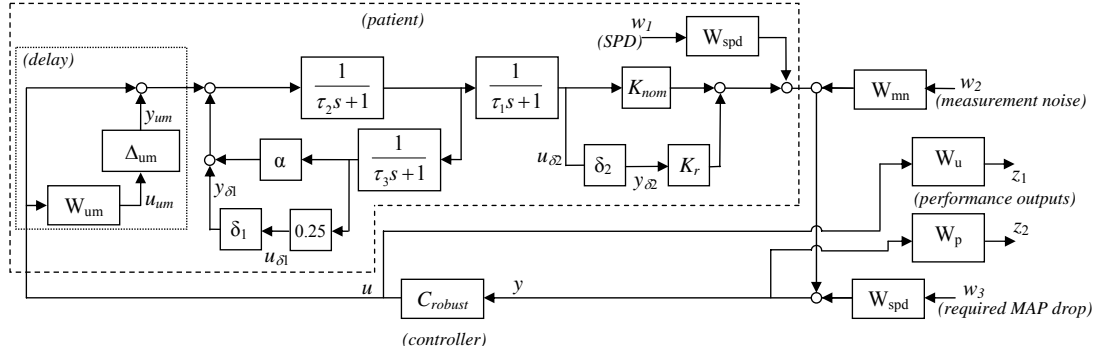 (patient)
w1
(SPD)
Wspd
(delay)
1
τ2s+1
1
τ1s+1
Knom
Wmn
w2
(measurement noise)
yum
Δum
α
1
τ3s+1
uδ2
δ2
yδ2
Kr
Wu
z1
(performance outputs)
yδ1
Wum
uum
δ1
0.25
uδ1
Wp
z2
u
Crobust
y
Wspd
w3
(required MAP drop)
(controller)